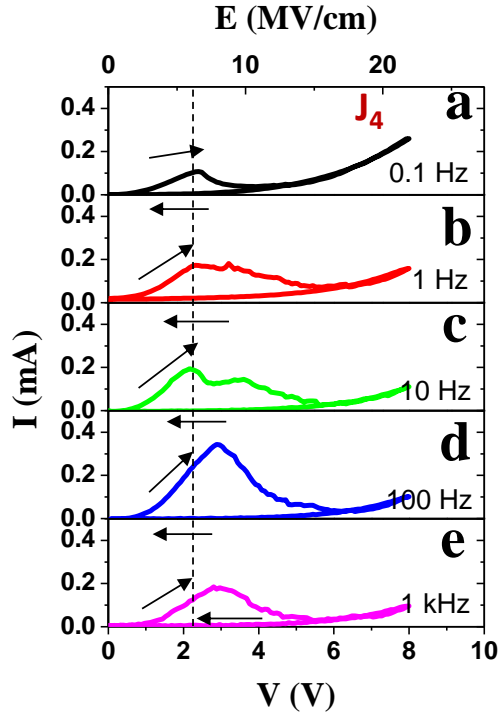 E (MV/cm)
0 10 20
J4
0.4 a
0.2 0.1 Hz
0.0
0.4 b
0.2 1 Hz
0.0
0.4 c
0.2 10 Hz
0.0
0.4 d
0.2 100 Hz
0.0
0.4 e
0.2 1 kHz
0.0
I (mA)
0 2 4 6 8 10
V (V)